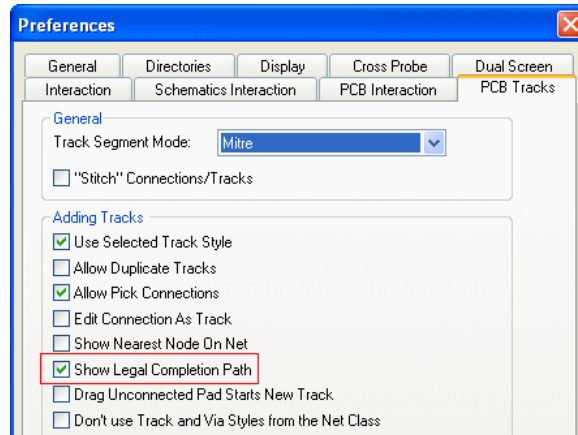 Preferences
General Directories Display Cross Probe Dual Screen
Interaction Schematics Interaction PCB Interaction PCB Tracks
General
Track Segment Mode: Mitre
"Stitch" Connections/Tracks
Adding Tracks
Use Selected Track Style
Allow Duplicate Tracks
Allow Pick Connections
Edit Connection As Track
Show Nearest Node On Net
Show Legal Completion Path
Drag Unconnected Pad Starts New Track
Don't use Track and Via Styles from the Net Class